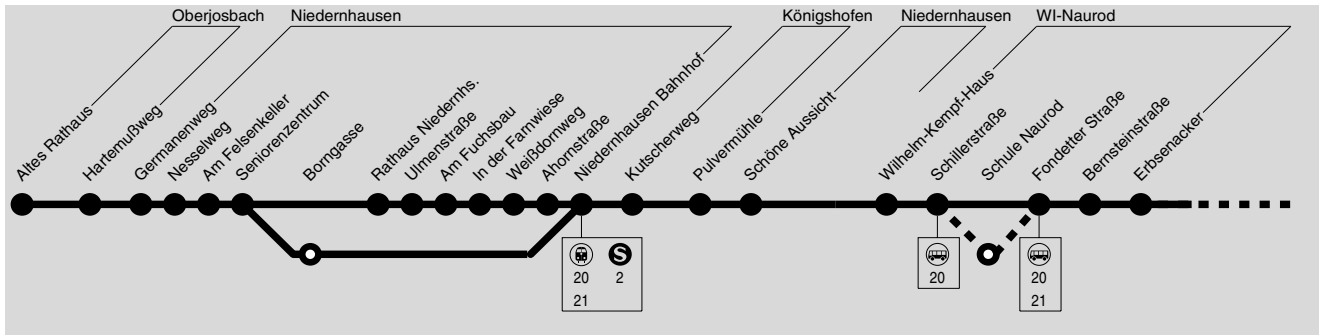 Oberjosbach
Niedernhausen
Königshofen
Niedernhausen
WI-Naurod
Altes Rathaus
Hartemußweg
Germanenweg
Nesselweg
Am Felsenkeller
Seniorenzentrum
Borngasse
Rathaus Niedernhs.
Ulmenstraße
Am Fuchsbau
In der Farnwiese
Weißdornweg
Ahornstraße
Niedernhausen Bahnhof
Kutscherweg
Pulvermühle
Schöne Aussicht
Wilhelm-Kempf-Haus
Schillerstraße
Schule Naurod
Fondetter Straße
Bernsteinstraße
Erbsenacker
S
20 2
21
20
20
21